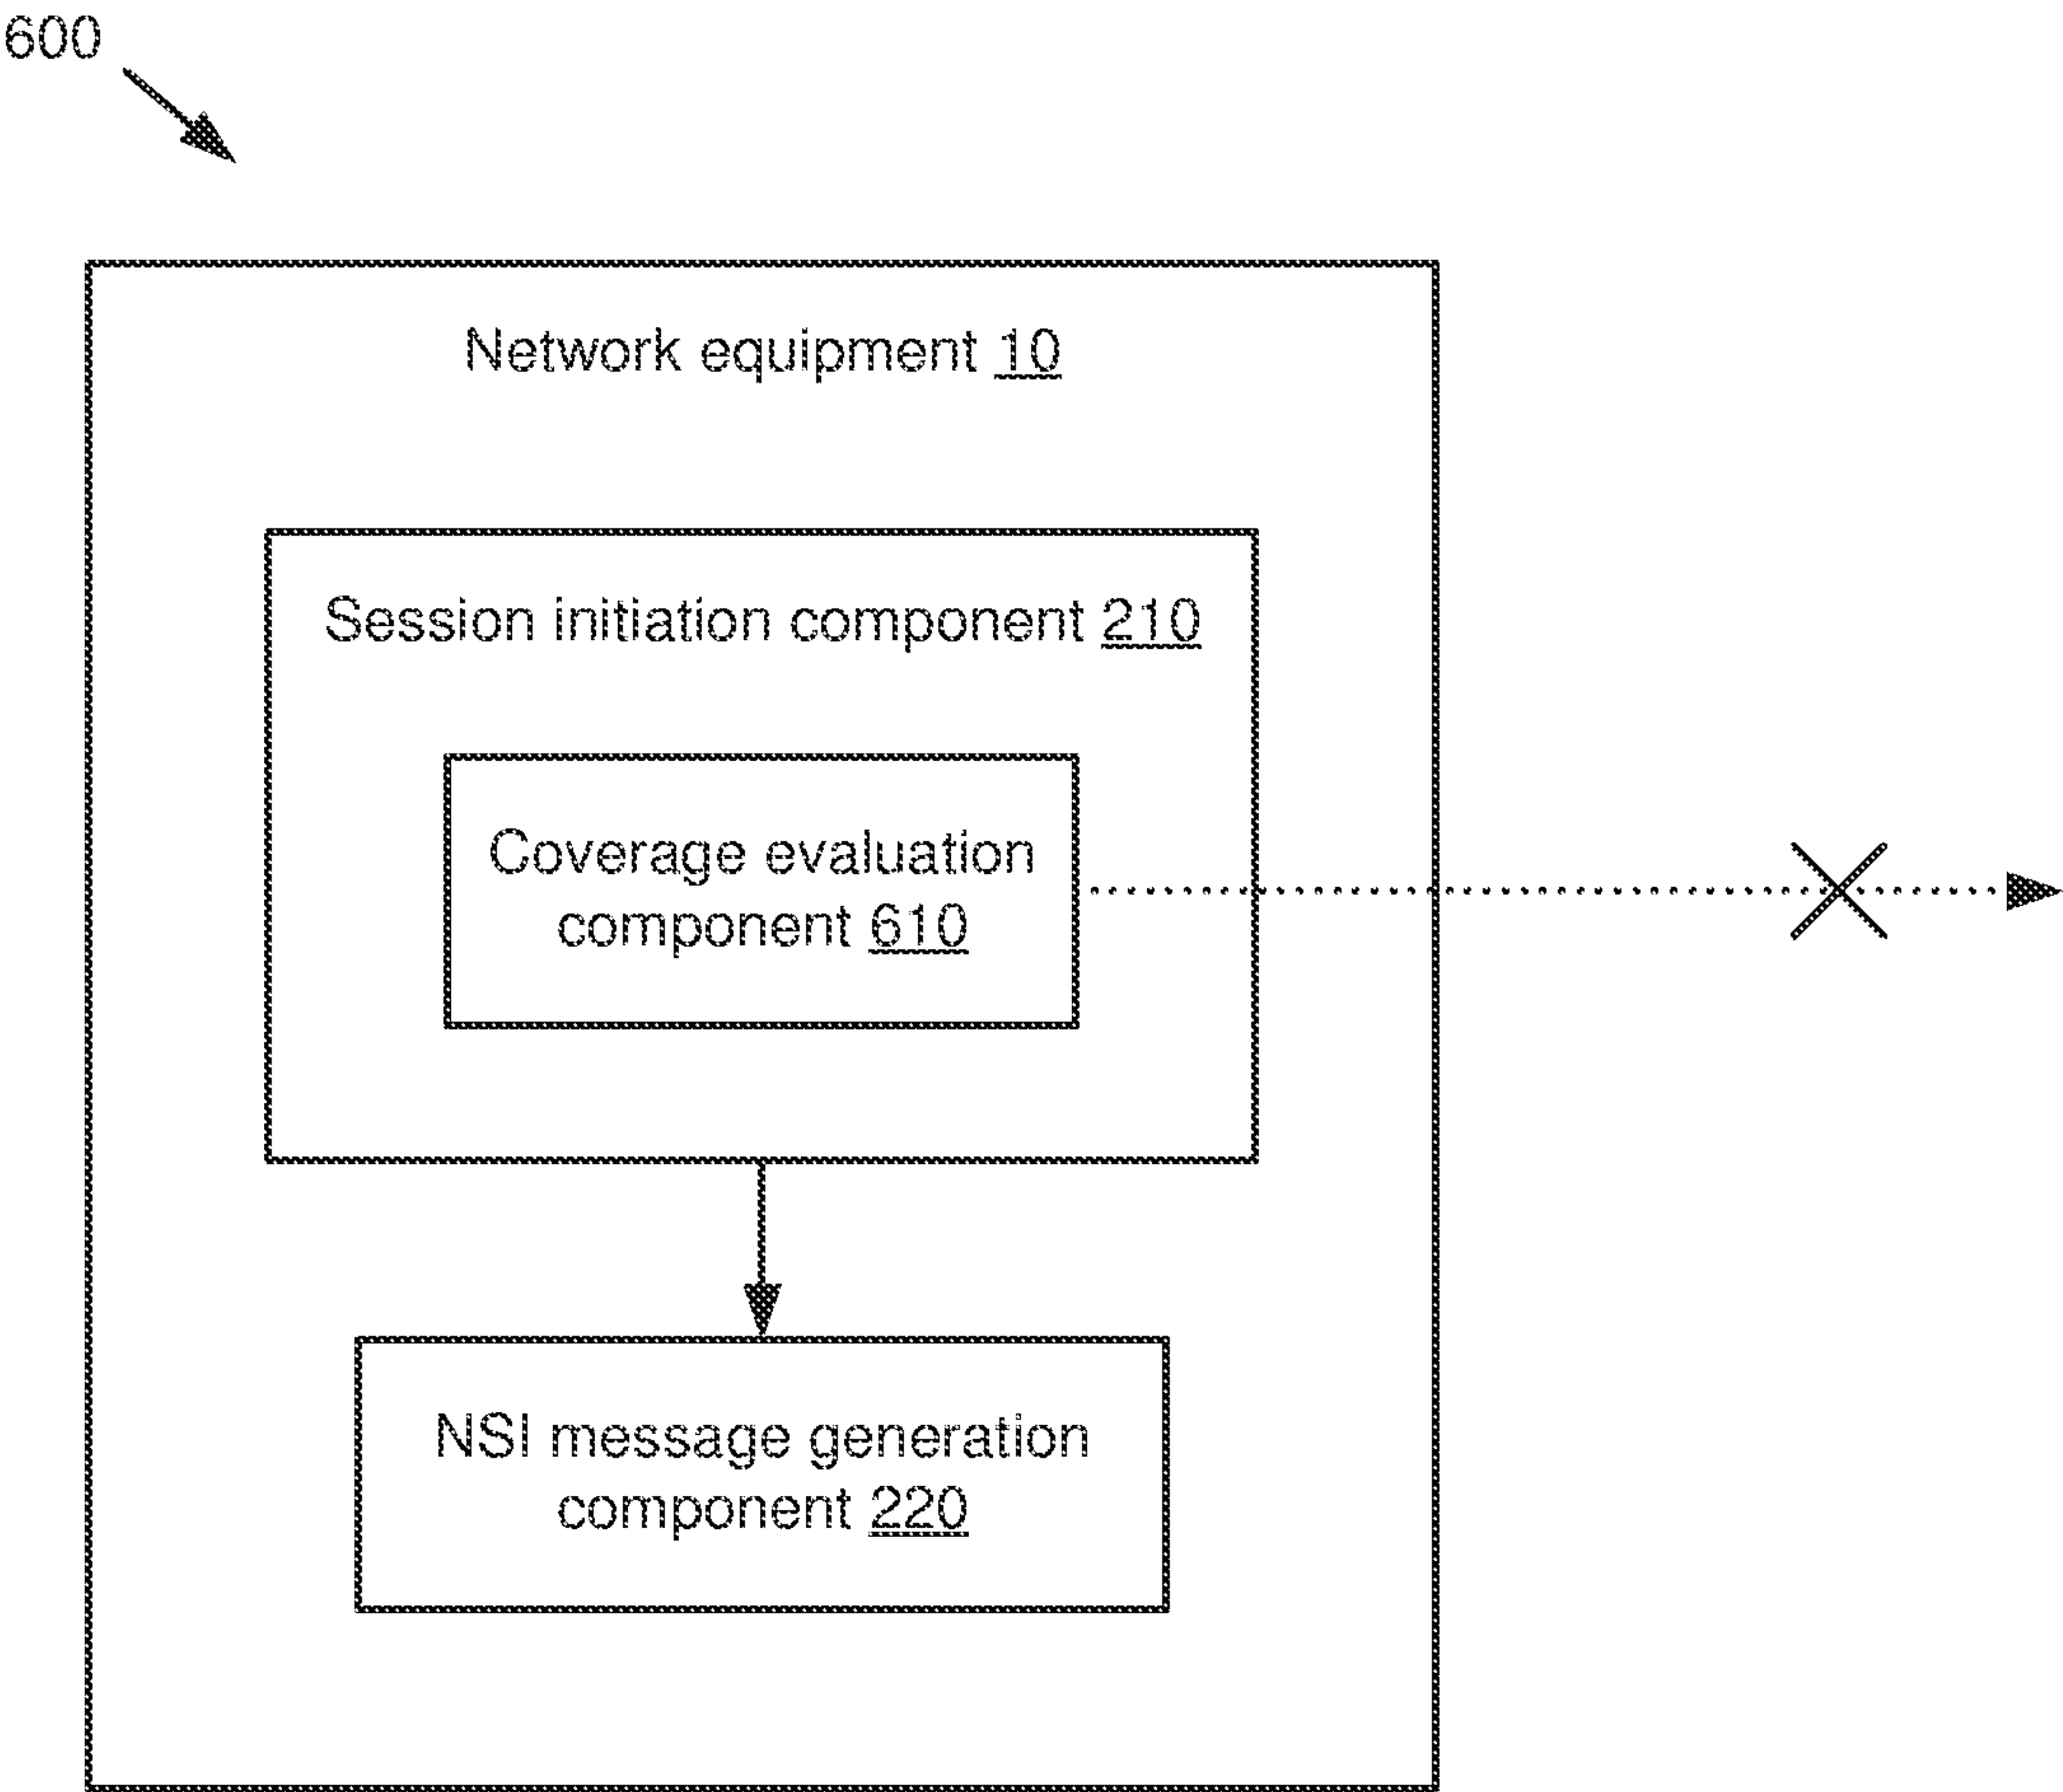 600
Network equipment 10
Session initiation component 210
Coverage evaluation
component 610
NSI message generation
component 220